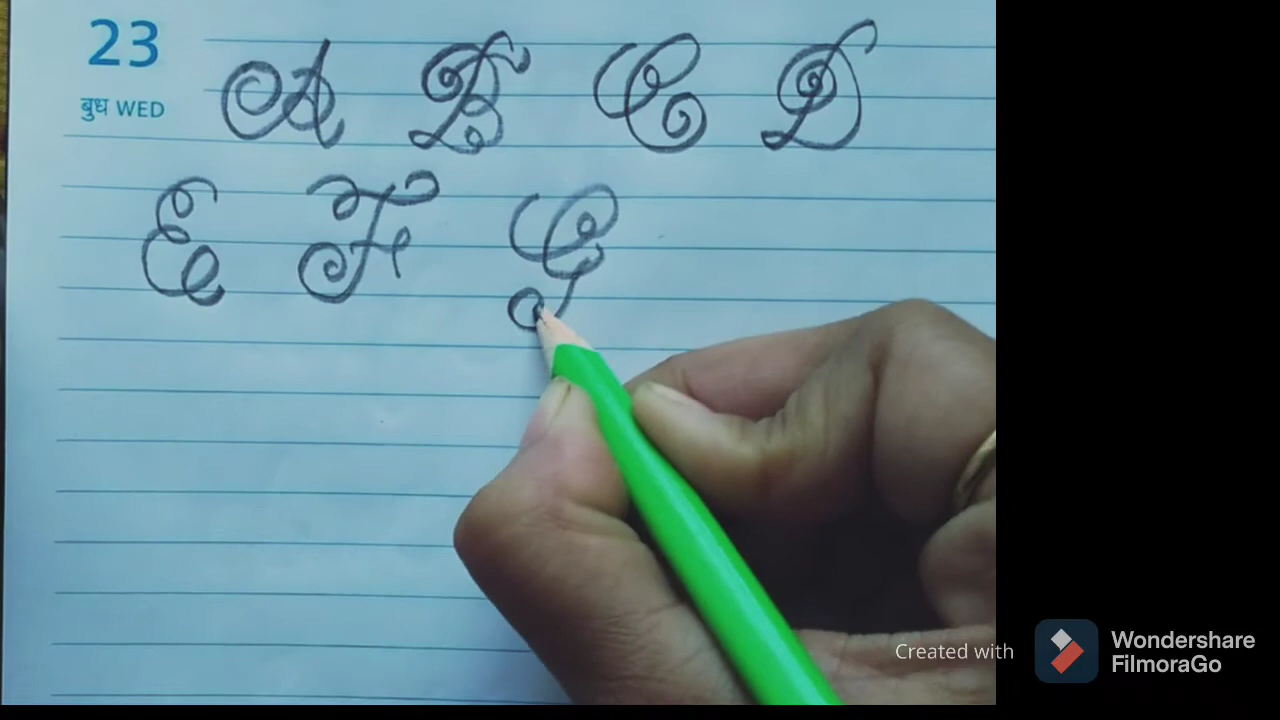 23
बुध WED
A B C D
E F G
Created with
Wondershare
FilmoraGo